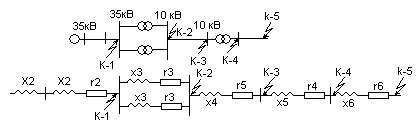 35кВ 35кВ 10 кВ 10 кВ k-5
K-2
K-1 K-3 K-4
X2 X2 r2 x3 r3 K-2 K-3 K-4 k-5
K-1 x3 r3 x4 r5 x5 r4 x6 r6